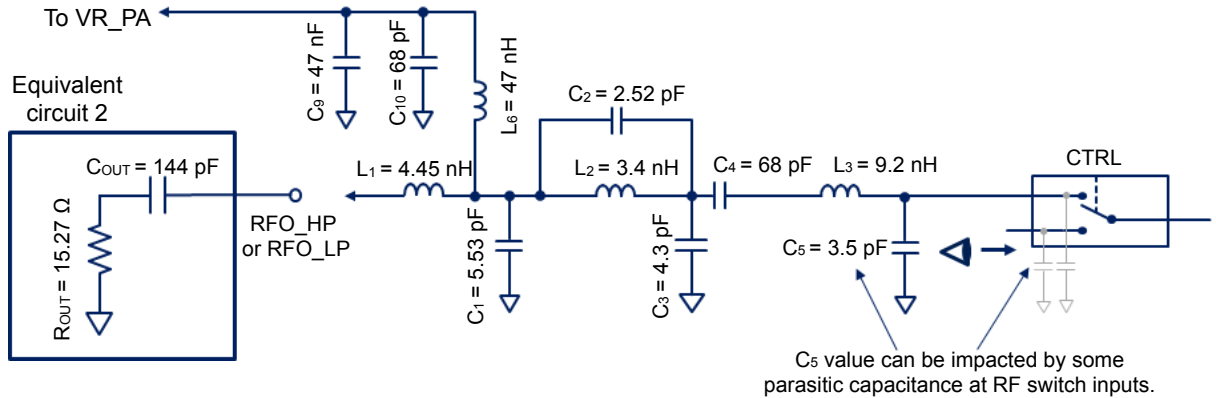 To VR_PA
C₉ = 47 nF
C₁₀ = 68 pF
L₆ = 47 nH
Equivalent
circuit 2
C₂ = 2.52 pF
COUT = 144 pF
L₁ = 4.45 nH
L₂ = 3.4 nH
C₄ = 68 pF
L₃ = 9.2 nH
CTRL
ROUT = 15.27 Ω
RFO_HP
or RFO_LP
C₁ = 5.53 pF
C₃ = 4.3 pF
C₅ = 3.5 pF
C₅ value can be impacted by some
parasitic capacitance at RF switch inputs.